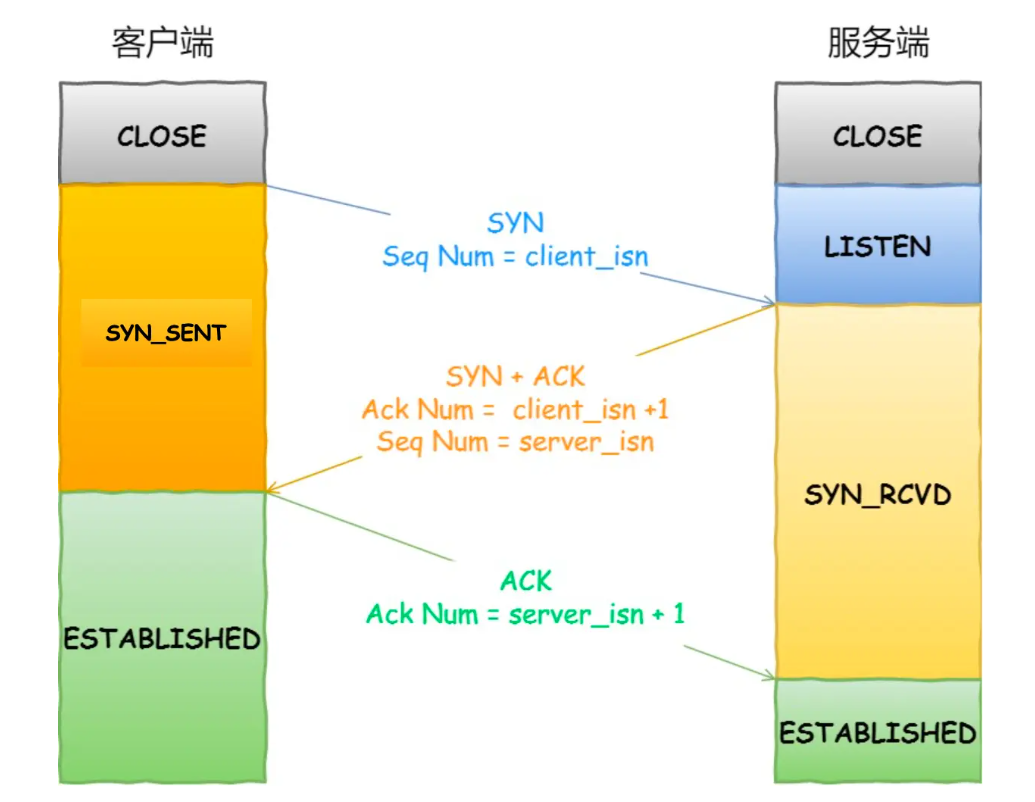 客户端
服务端
CLOSE
CLOSE
SYN
Seq Num = client_isn
LISTEN
SYN_SENT
SYN + ACK
Ack Num = client_isn +1
Seq Num = server_isn
SYN_RCVD
ACK
Ack Num = server_isn + 1
ESTABLISHED
ESTABLISHED